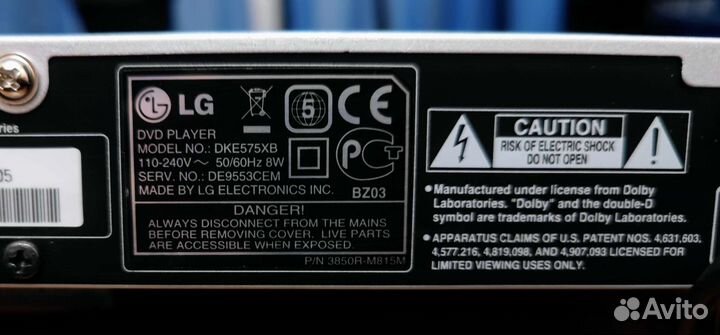 eries
05
LG
5
CE
DVD PLAYER
MODEL NO.: DKE575XB
110-240V~ 50/60Hz 8W
SERV. NO.: DE9553CEM
MADE BY LG ELECTRONICS INC.
BZ03
DANGER!
ALWAYS DISCONNECT FROM THE MAINS
BEFORE REMOVING COVER. LIVE PARTS
ARE ACCESSIBLE WHEN EXPOSED.
P/N 3850R-M815M
CAUTION
RISK OF ELECTRIC SHOCK
DO NOT OPEN
• Manufactured under license from Dolby
Laboratories. "Dolby" and the double-D
symbol are trademarks of Dolby Laboratories.
• APPARATUS CLAIMS OF U.S. PATENT NOS. 4,631,603,
4,577,216, 4,819,098, AND 4,907,093 LICENSED FOR
LIMITED VIEWING USES ONLY.
Avito